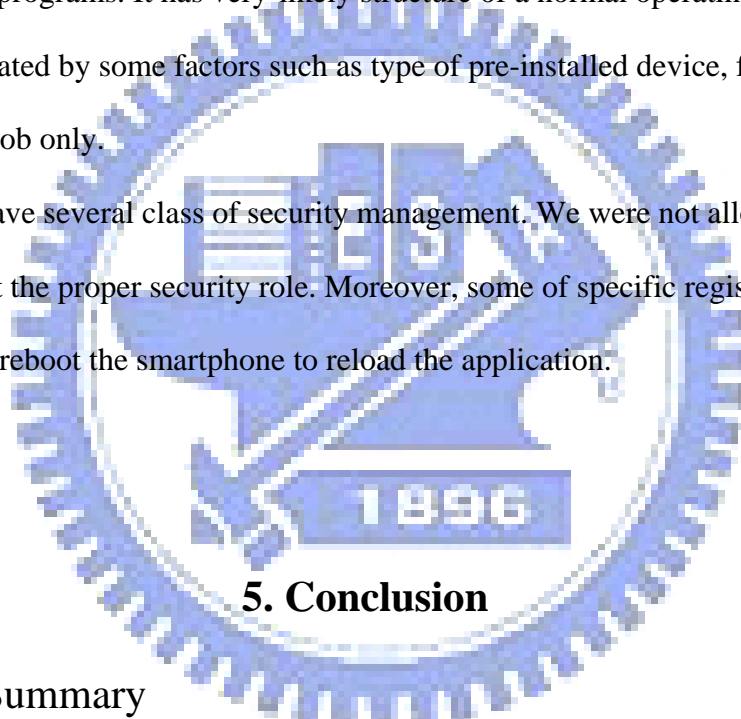 programs. It has very likely structure of a normal operatin
ated by some factors such as type of pre-installed device, f
ob only.
ave several class of security management. We were not all
t the proper security role. Moreover, some of specific regis
reboot the smartphone to reload the application.
E S
1896
5. Conclusion
Summary